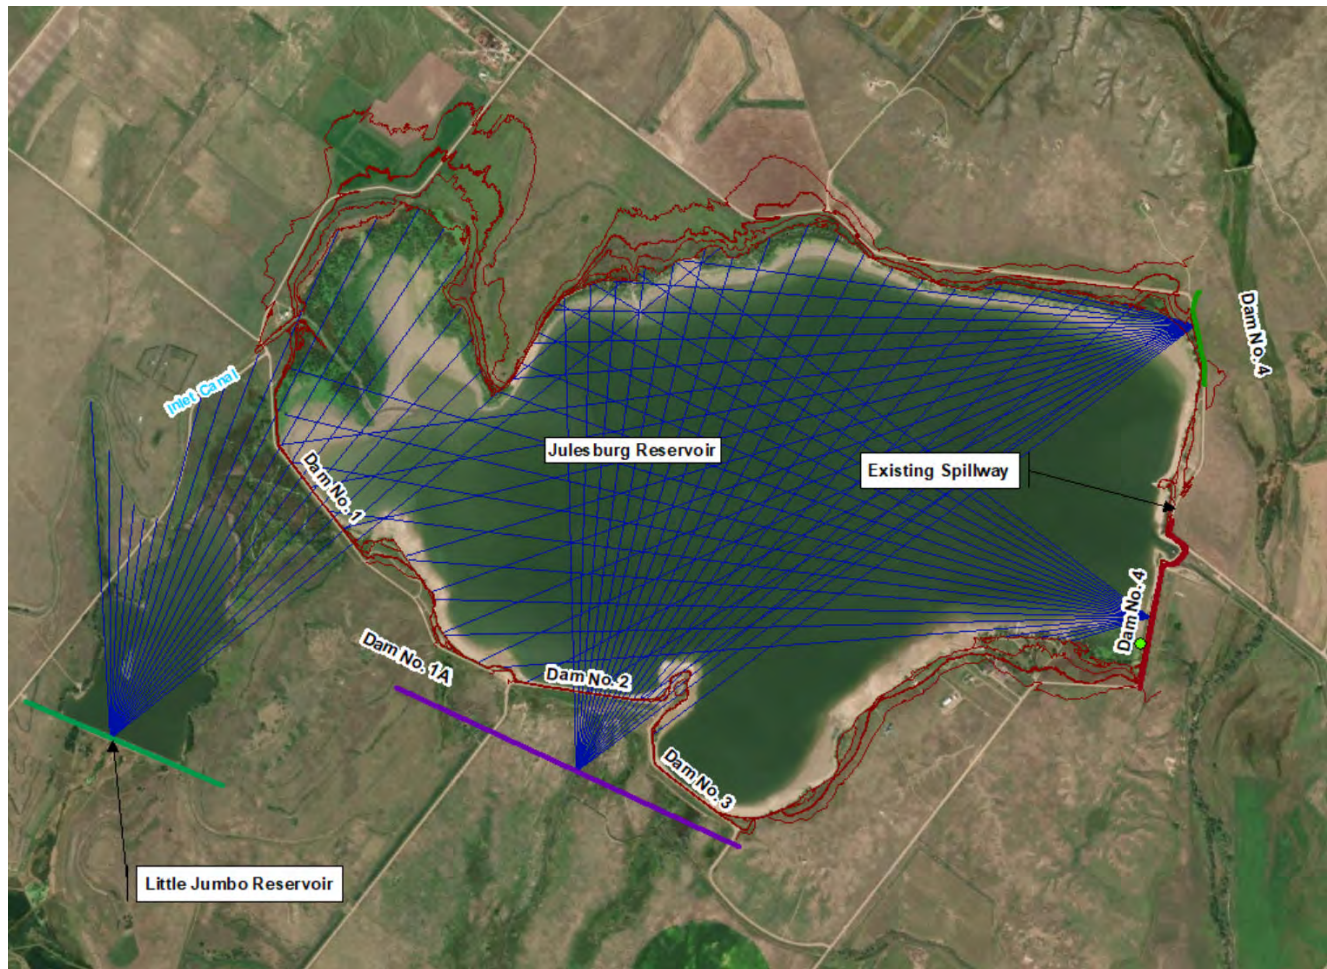 Dam No. 4
Inlet Canal
Julesburg Reservoir
Existing Spillway
Dam No. 1
Dam No. 4
Dam No. 1A
Dam No. 2
Dam No. 3
Little Jumbo Reservoir